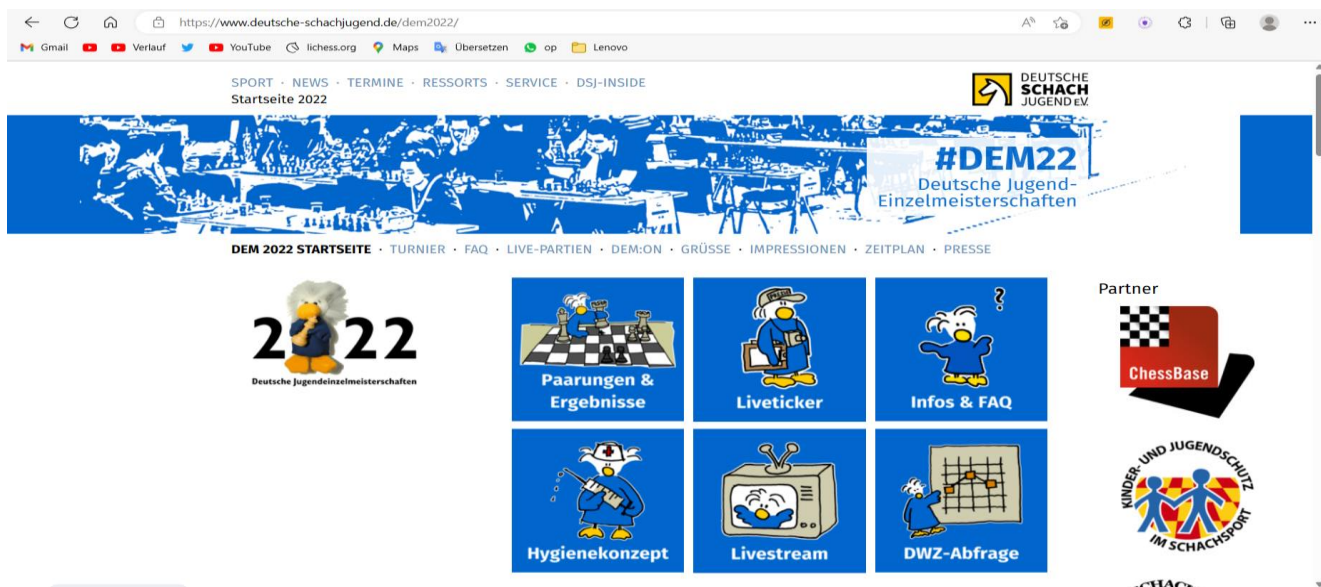 https://www.deutsche-schachjugend.de/dem2022/
Gmail Verlauf YouTube lichess.org Maps Übersetzen op Lenovo
SPORT · NEWS · TERMINE · RESSORTS · SERVICE · DSJ-INSIDE
Startseite 2022
DEUTSCHE
SCHACH
JUGEND eV.
#DEM22
Deutsche Jugend-
Einzelmeisterschaften
DEM 2022 STARTSEITE · TURNIER · FAQ · LIVE-PARTIEN · DEM:ON · GRÜSSE · IMPRESSIONEN · ZEITPLAN · PRESSE
2022
Deutsche Jugendeinzelmeisterschaften
PRESSE
?
Paarungen &
Ergebnisse
Liveticker
Infos & FAQ
Hygienekonzept
Livestream
DWZ-Abfrage
Partner
ChessBase
KINDER- UND JUGENDSCHUTZ
IM SCHACHSPORT